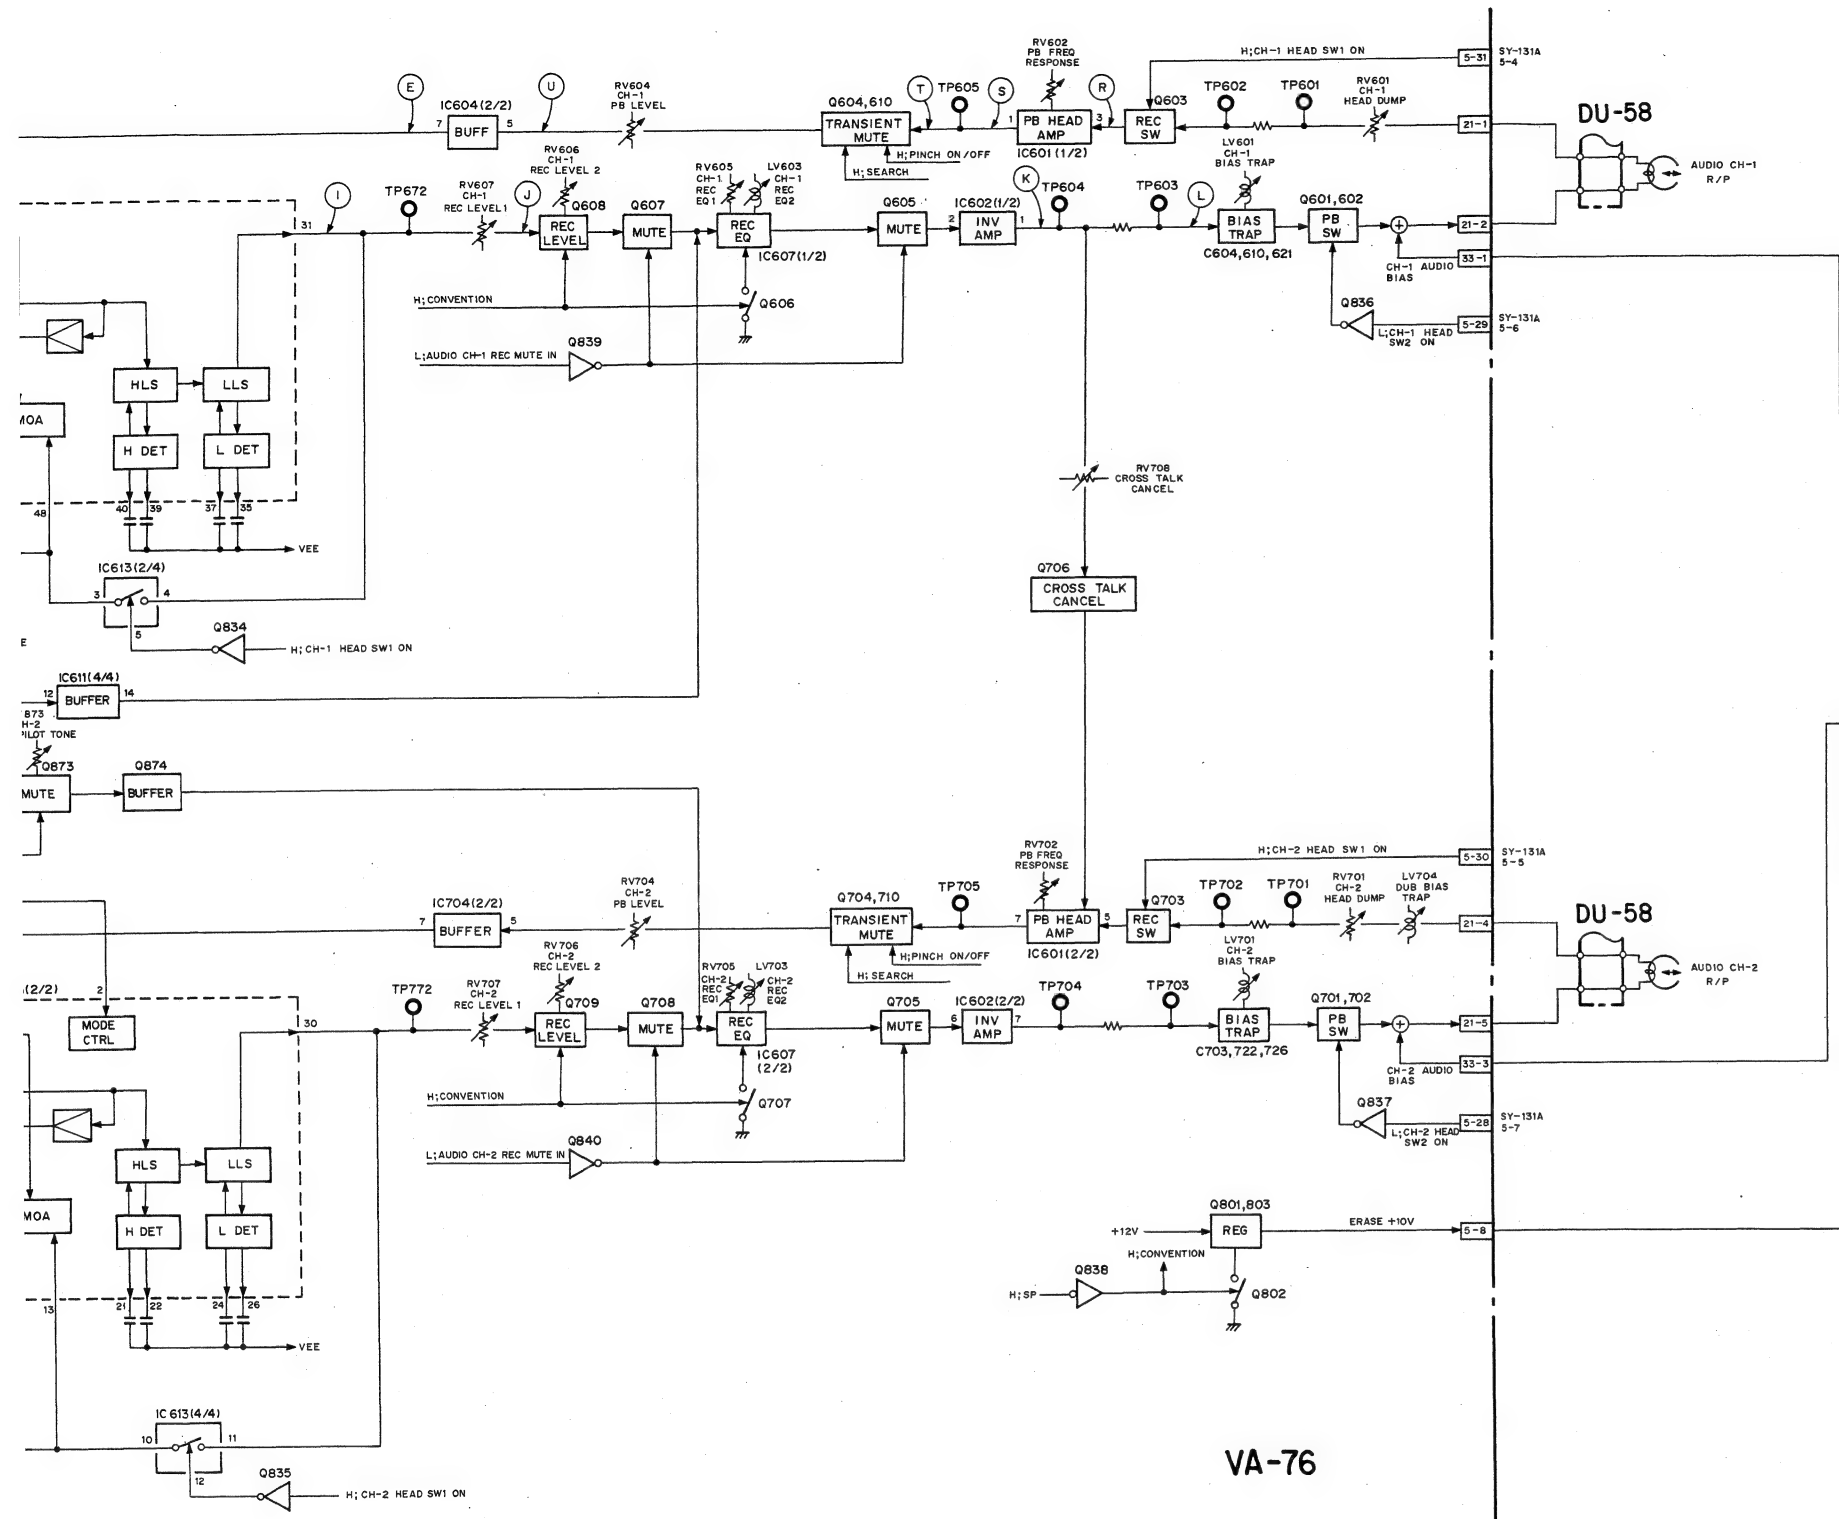 H;CH-1 HEAD SW1 ON
5-31
SY-131A
5-4
RV602
PB FREQ
RESPONSE
E
U
RV604
CH-1
PB LEVEL
IC604(2/2)
7
BUFF
5
Q604,610
TRANSIENT
MUTE
T
TP605
S
1
PB HEAD
AMP
3
IC601(1/2)
R
Q603
REC
SW
TP602
TP601
RV601
CH-1
HEAD DUMP
21-1
DU-58
H;PINCH ON/OFF
H;SEARCH
AUDIO CH-1
R/P
31
I
TP672
RV607
CH-1
REC LEVEL1
J
RV606
CH-1
REC LEVEL 2
Q608
REC
LEVEL
Q607
MUTE
RV605
CH-1
REC
EQ1
LV603
CH-1
REC
EQ2
REC
EQ
IC607(1/2)
Q605
MUTE
IC602(1/2)
2
INV
AMP
1
K
TP604
TP603
L
LV601
CH-1
BIAS TRAP
BIAS
TRAP
C604,610,621
Q601,602
PB
SW
21-2
33-1
CH-1 AUDIO
BIAS
H;CONVENTION
Q606
Q836
5-29
SY-131A
5-6
L;CH-1 HEAD
SW2 ON
L;AUDIO CH-1 REC MUTE IN
Q839
HLS
LLS
MOA
H DET
L DET
48
40
39
37
35
VEE
RV708
CROSS TALK
CANCEL
IC613(2/4)
3
4
5
Q834
H;CH-1 HEAD SW1 ON
Q706
CROSS TALK
CANCEL
E
IC611(4/4)
12
BUFFER
14
873
H-2
PILOT TONE
Q873
MUTE
Q874
BUFFER
H;CH-2 HEAD SW1 ON
5-30
SY-131A
5-5
RV702
PB FREQ
RESPONSE
RV704
CH-2
PB LEVEL
IC704(2/2)
7
BUFFER
5
Q704,710
TRANSIENT
MUTE
TP705
7
PB HEAD
AMP
5
IC601(2/2)
Q703
REC
SW
TP702
TP701
RV701
CH-2
HEAD DUMP
LV704
DUB BIAS
TRAP
21-4
DU-58
H;PINCH ON/OFF
H;SEARCH
AUDIO CH-2
R/P
(2/2)
2
MODE
CTRL
30
TP772
RV707
CH-2
REC LEVEL 1
RV706
CH-2
REC LEVEL 2
Q709
REC
LEVEL
Q708
MUTE
RV705
CH-2
REC
EQ1
LV703
CH-2
REC
EQ2
REC
EQ
IC607
(2/2)
Q705
MUTE
IC602(2/2)
6
INV
AMP
7
TP704
TP703
LV701
CH-2
BIAS TRAP
BIAS
TRAP
C703,722,726
Q701,702
PB
SW
21-5
33-3
CH-2 AUDIO
BIAS
H;CONVENTION
Q707
Q837
5-28
SY-131A
5-7
L;CH-2 HEAD
SW2 ON
L;AUDIO CH-2 REC MUTE IN
Q840
HLS
LLS
MOA
H DET
L DET
13
21
22
24
26
VEE
Q801,803
+12V
REG
ERASE +10V
5-8
H;CONVENTION
Q838
H;SP
Q802
IC613(4/4)
10
11
12
Q835
H;CH-2 HEAD SW1 ON
VA-76